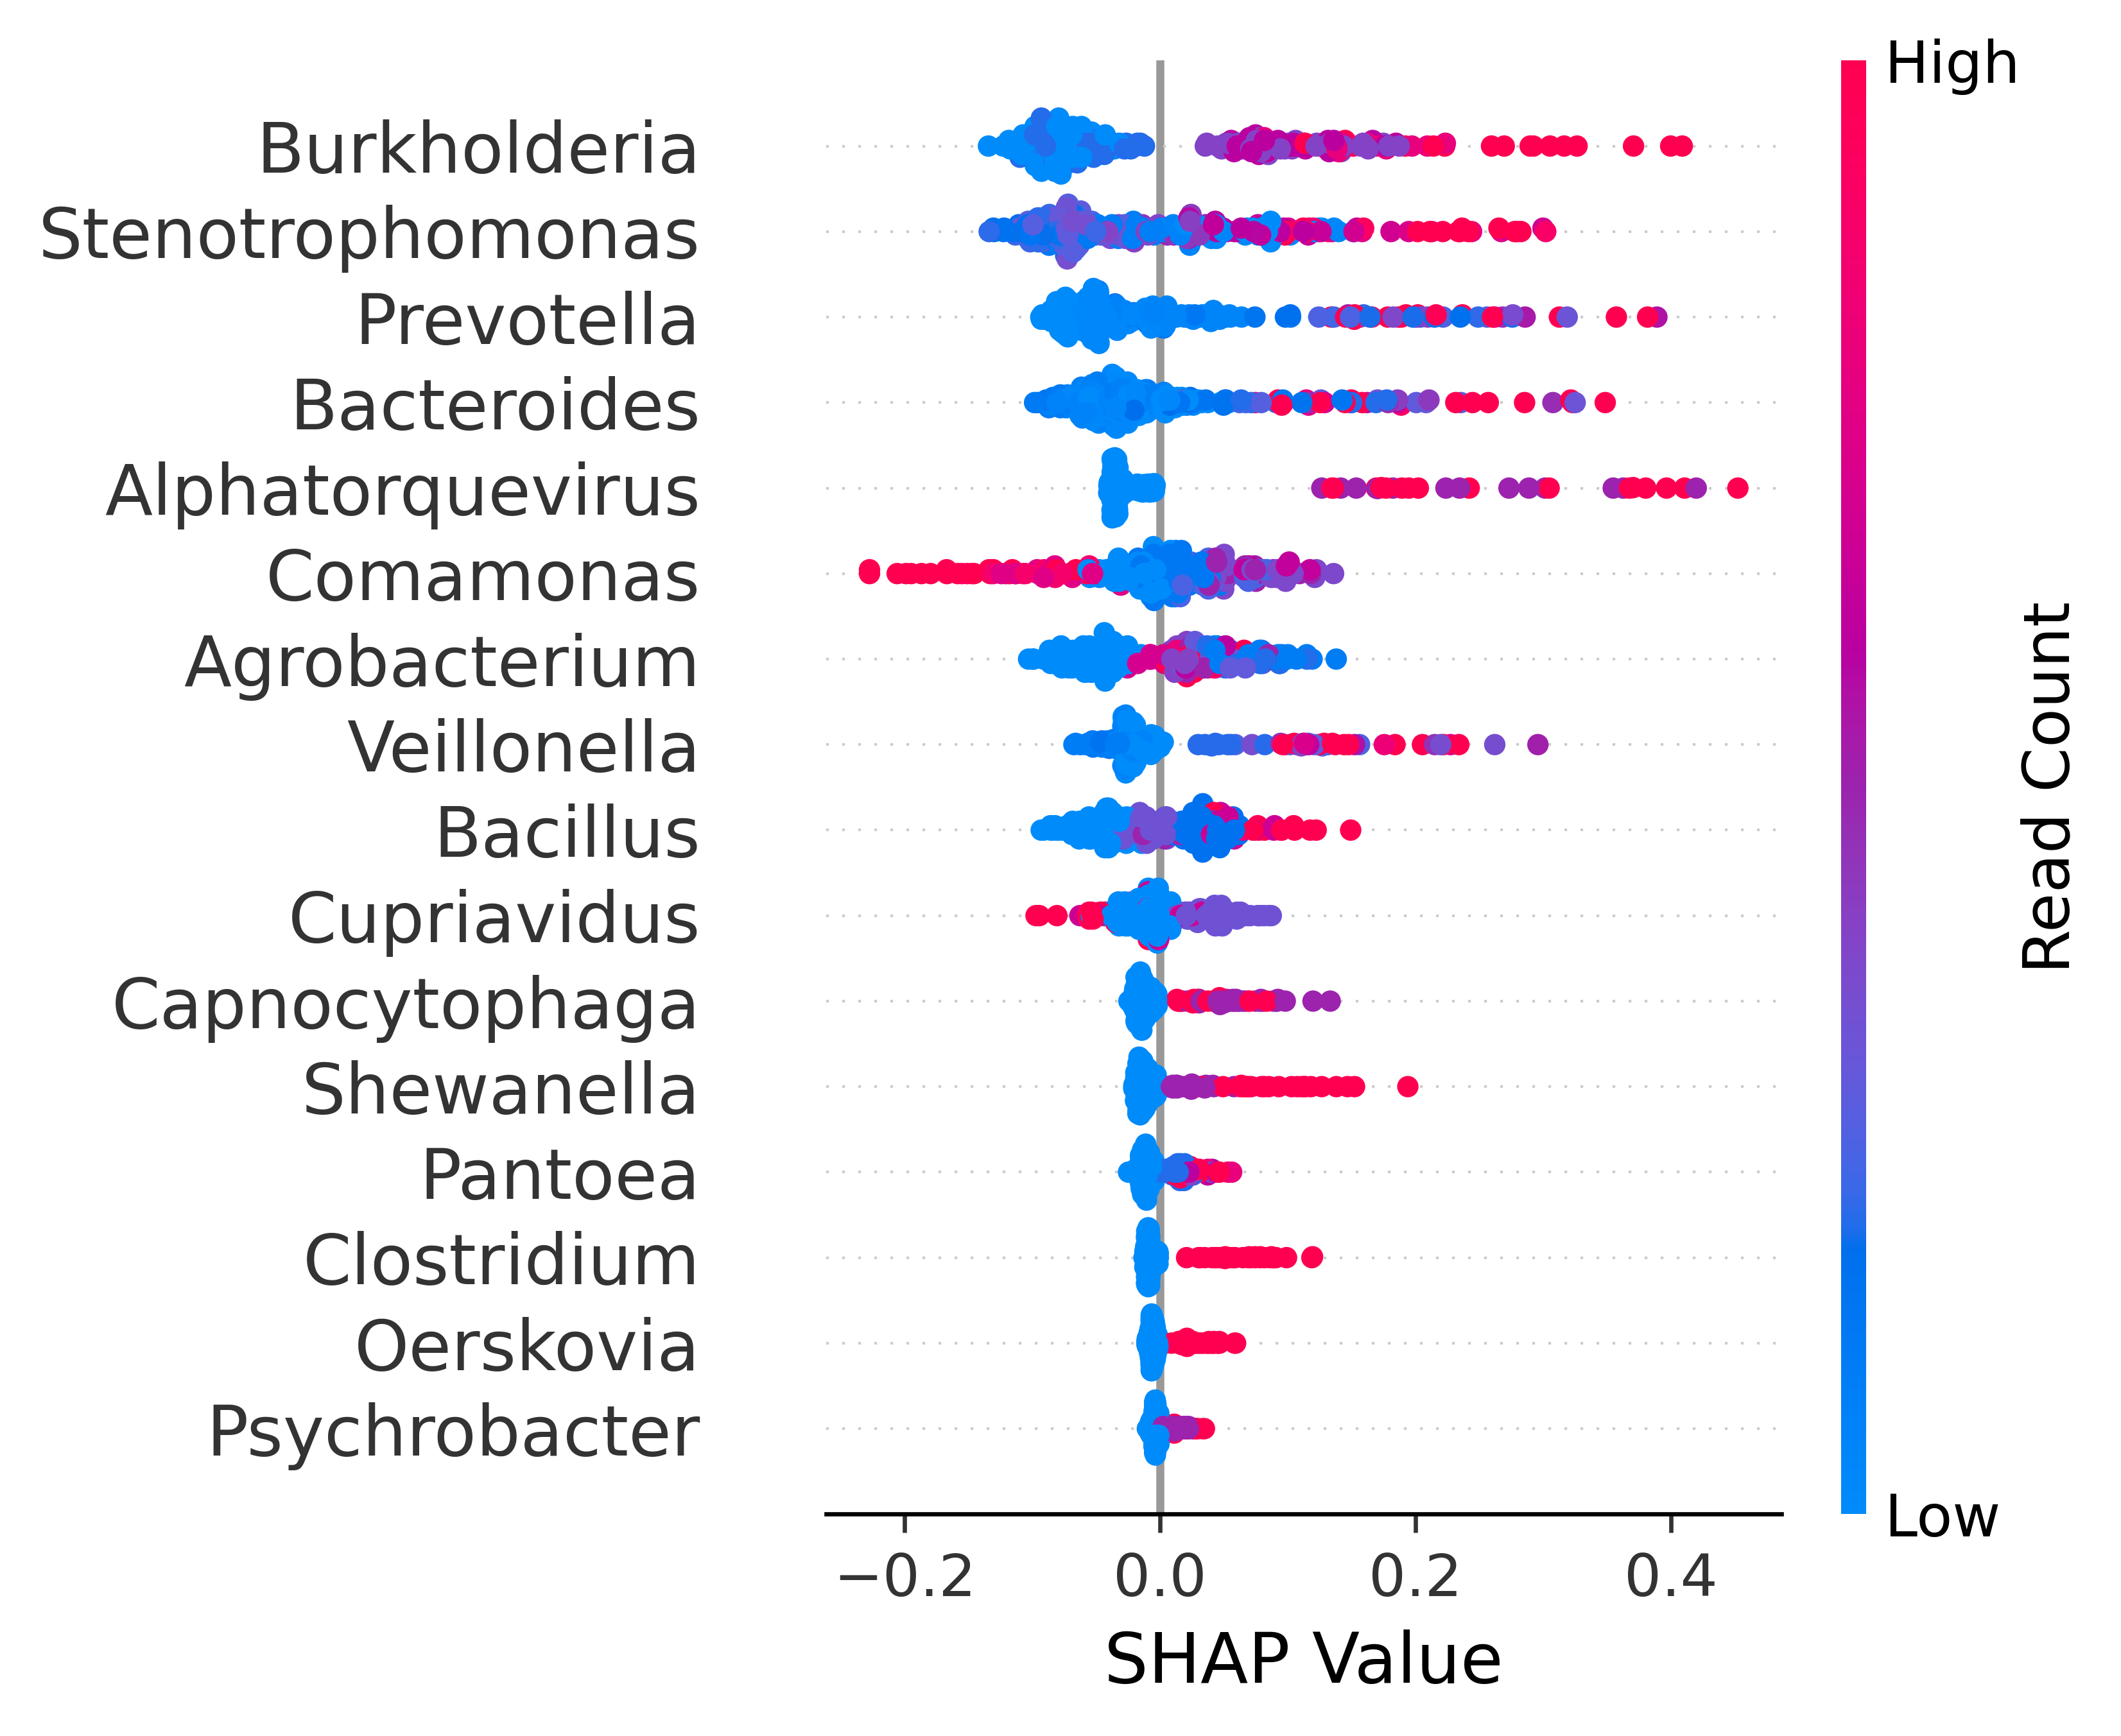 High
Burkholderia
Stenotrophomonas
Prevotella
Bacteroides
Alphatorquevirus
Comamonas
Agrobacterium
Veillonella
Bacillus
Cupriavidus
Capnocytophaga
Shewanella
Pantoea
Clostridium
Oerskovia
Psychrobacter
Read Count
Low
−0.2 0.0 0.2 0.4
SHAP Value